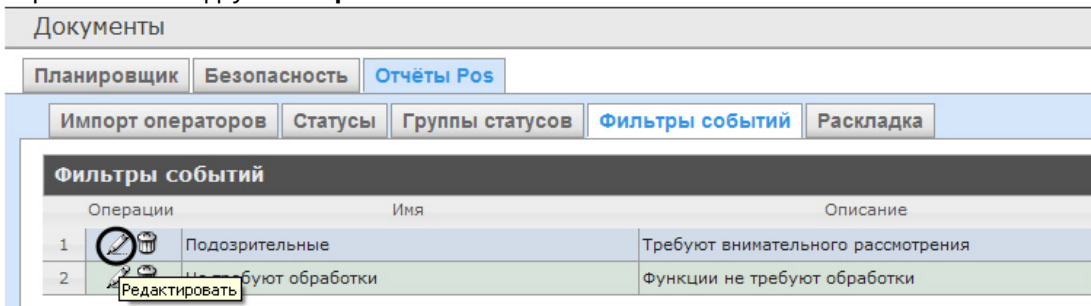 Документы
Планировщик Безопасность Отчёты Pos
Импорт операторов Статусы Группы статусов Фильтры событий Раскладка
Фильтры событий
Операции Имя Описание
1 Подозрительные Требуют внимательного рассмотрения
2 требуют обработки Функции не требуют обработки
Редактировать